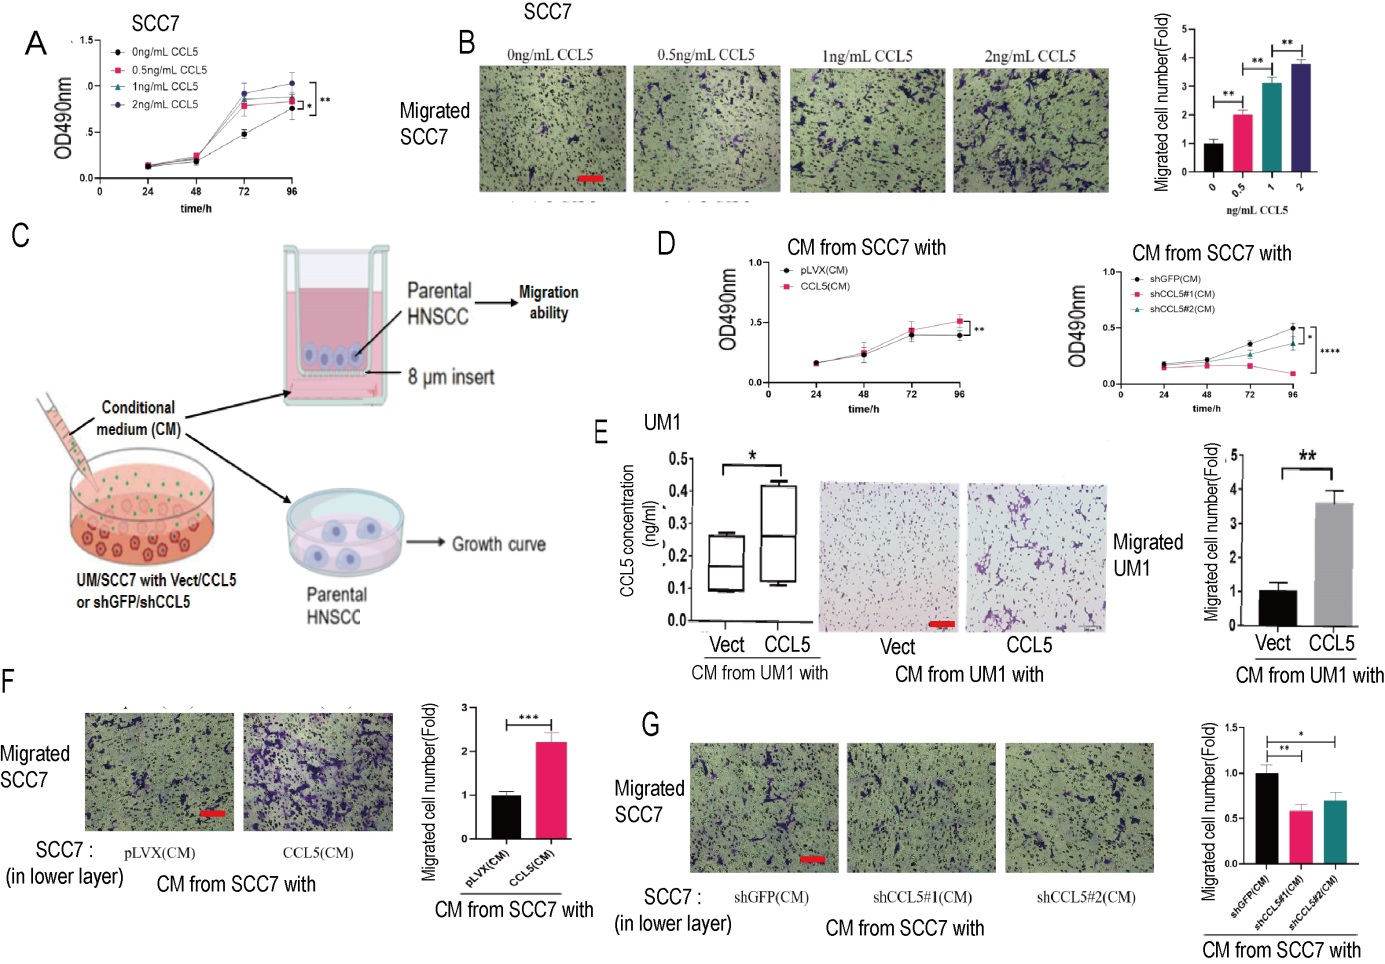 SCC7
A
1.5
.0
.5
0.0
OD490nm
0ng/mL CCL5
0.5ng/mL CCL5
1ng/mL CCL5
2ng/mL CCL5
*
**
0
24
48
72
96
time/h
SCC7
B
Migrated
SCC7
0ng/mL CCL5
0.5ng/mL CCL5
1ng/mL CCL5
2ng/mL CCL5
Migrated cell number(Fold)
5
4
3
2
1
0
**
**
**
0
0.5
1
2
ng/mL CCL5
C
Parental
HNSCC
Migration
ability
8 µm insert
Conditional
medium (CM)
UM/SCC7 with Vect/CCL5
or shGFP/shCCL5
Parental
HNSCC
Growth curve
D
CM from SCC7 with
OD490nm
1.0
0.5
0.0
pLVX(CM)
CCL5(CM)
**
0
24
48
72
96
time/h
CM from SCC7 with
OD490nm
1.0
0.5
0.0
shGFP(CM)
shCCL5#1(CM)
shCCL5#2(CM)
*
****
0
24
48
72
96
time/h
E
UM1
CCL5 concentration
(ng/ml)
0.5
0.4
0.3
0.2
0.1
0.0
*
Vect
CCL5
CM from UM1 with
Vect
CCL5
CM from UM1 with
Migrated
UM1
Migrated cell number(Fold)
5
4
3
2
1
0
**
Vect
CCL5
CM from UM1 with
F
Migrated
SCC7
SCC7 :
(in lower layer)
pLVX(CM)
CCL5(CM)
CM from SCC7 with
Migrated cell number(Fold)
3
2
1
0
***
pLVX(CM)
CCL5(CM)
CM from SCC7 with
G
Migrated
SCC7
SCC7 :
(in lower layer)
shGFP(CM)
shCCL5#1(CM)
shCCL5#2(CM)
CM from SCC7 with
Migrated cell number(Fold)
1.5
1.0
0.5
0.0
**
*
shGFP(CM)
shCCL5#1(CM)
shCCL5#2(CM)
CM from SCC7 with